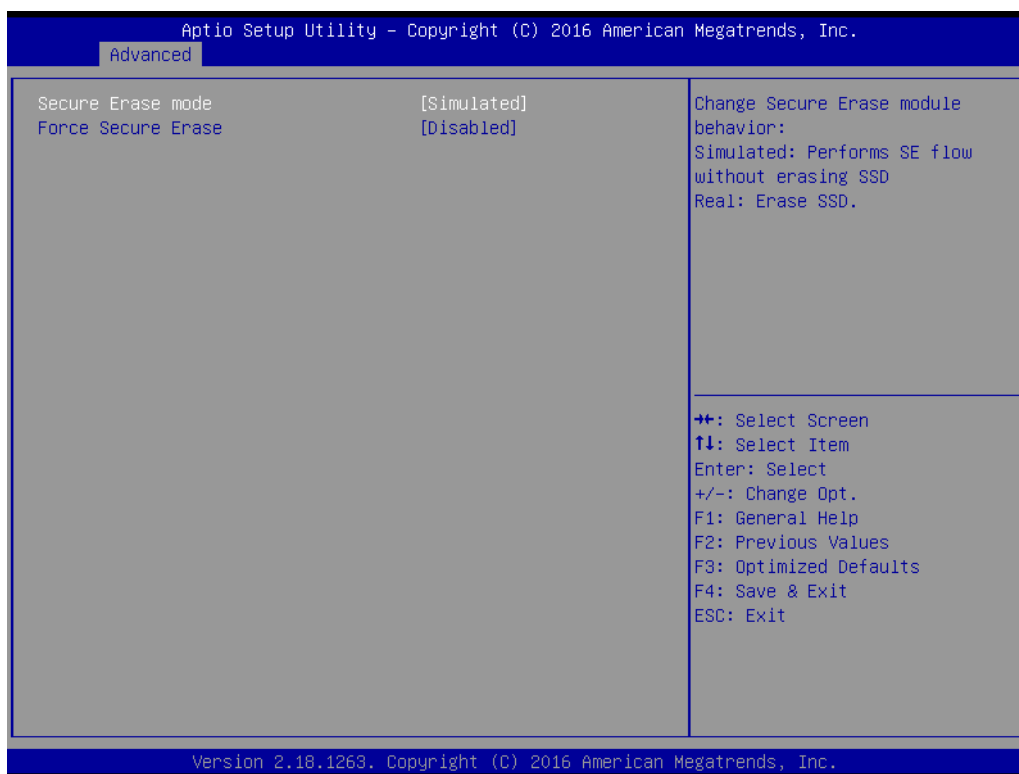 Aptio Setup Utility – Copyright (C) 2016 American Megatrends, Inc.
Advanced
Secure Erase mode [Simulated]
Force Secure Erase [Disabled]
Change Secure Erase module
behavior:
Simulated: Performs SE flow
without erasing SSD
Real: Erase SSD.
→←: Select Screen
↑↓: Select Item
Enter: Select
+/-: Change Opt.
F1: General Help
F2: Previous Values
F3: Optimized Defaults
F4: Save & Exit
ESC: Exit
Version 2.18.1263. Copyright (C) 2016 American Megatrends, Inc.